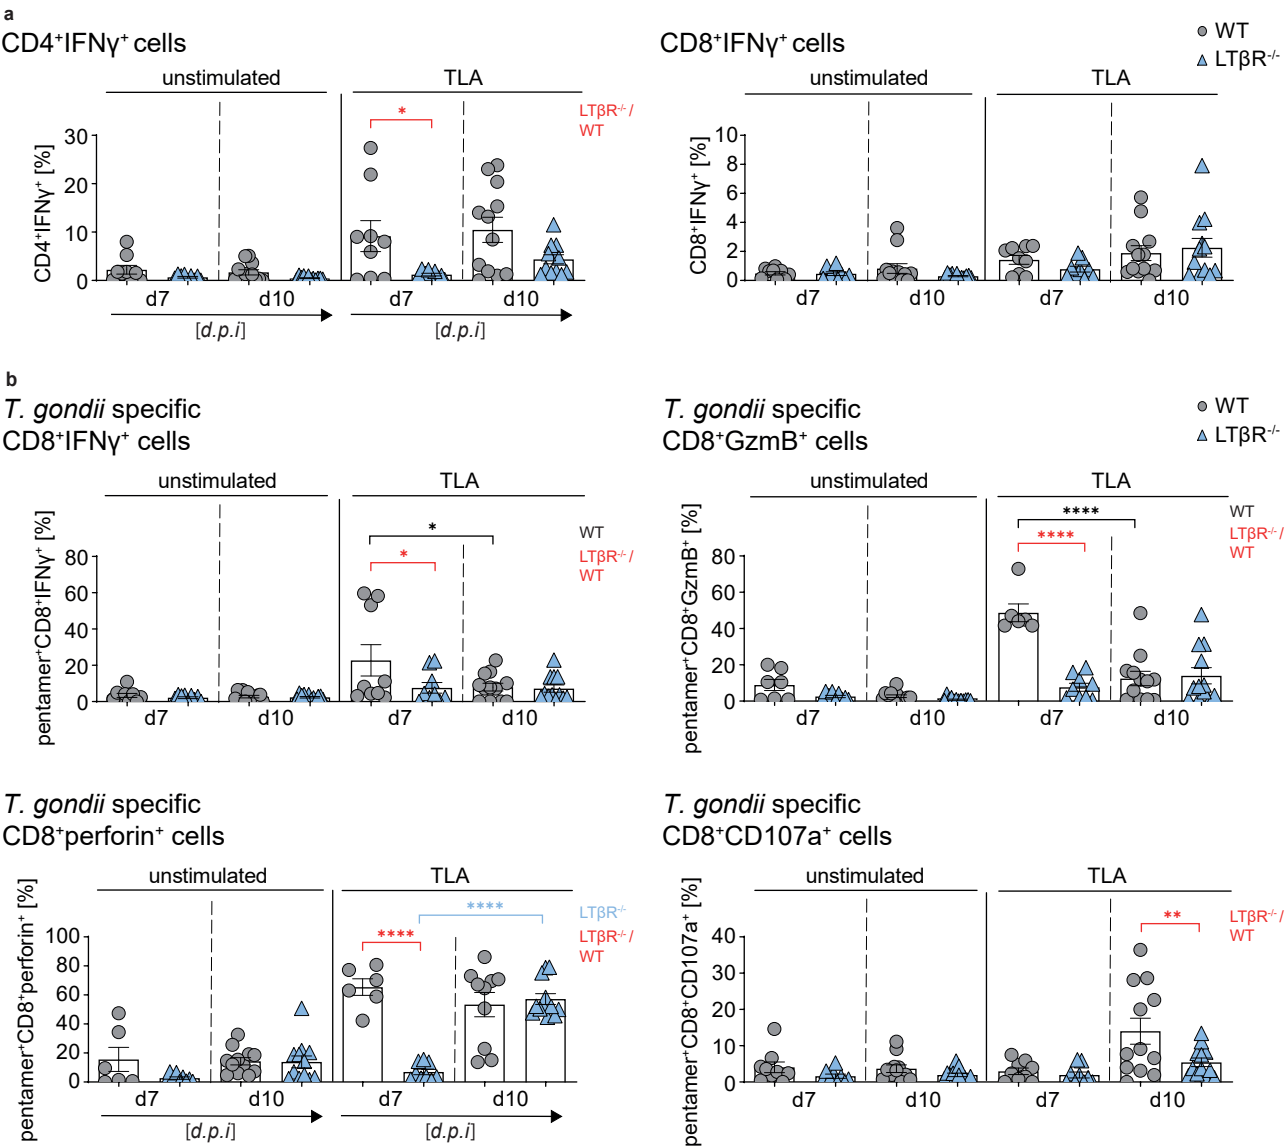 a
CD4⁺IFNγ⁺ cells
unstimulated
TLA
*
LTβR⁻/⁻ /
WT
CD4⁺IFNγ⁺ [%]
30
20
10
0
d7
d10
d7
d10
[d.p.i]
[d.p.i]
CD8⁺IFNγ⁺ cells
WT
LTβR⁻/⁻
unstimulated
TLA
CD8⁺IFNγ⁺ [%]
10
8
6
4
2
0
d7
d10
d7
d10
b
T. gondii specific
CD8⁺IFNγ⁺ cells
unstimulated
TLA
*
*
WT
LTβR⁻/⁻ /
WT
pentamer⁺CD8⁺IFNγ⁺ [%]
80
60
40
20
0
d7
d10
d7
d10
T. gondii specific
CD8⁺GzmB⁺ cells
WT
LTβR⁻/⁻
unstimulated
TLA
****
****
WT
LTβR⁻/⁻ /
WT
pentamer⁺CD8⁺GzmB⁺ [%]
80
60
40
20
0
d7
d10
d7
d10
T. gondii specific
CD8⁺perforin⁺ cells
unstimulated
TLA
****
****
LTβR⁻/⁻
LTβR⁻/⁻ /
WT
pentamer⁺CD8⁺perforin⁺ [%]
100
80
60
40
20
0
d7
d10
d7
d10
[d.p.i]
[d.p.i]
T. gondii specific
CD8⁺CD107a⁺ cells
unstimulated
TLA
**
LTβR⁻/⁻ /
WT
pentamer⁺CD8⁺CD107a⁺ [%]
40
30
20
10
0
d7
d10
d7
d10